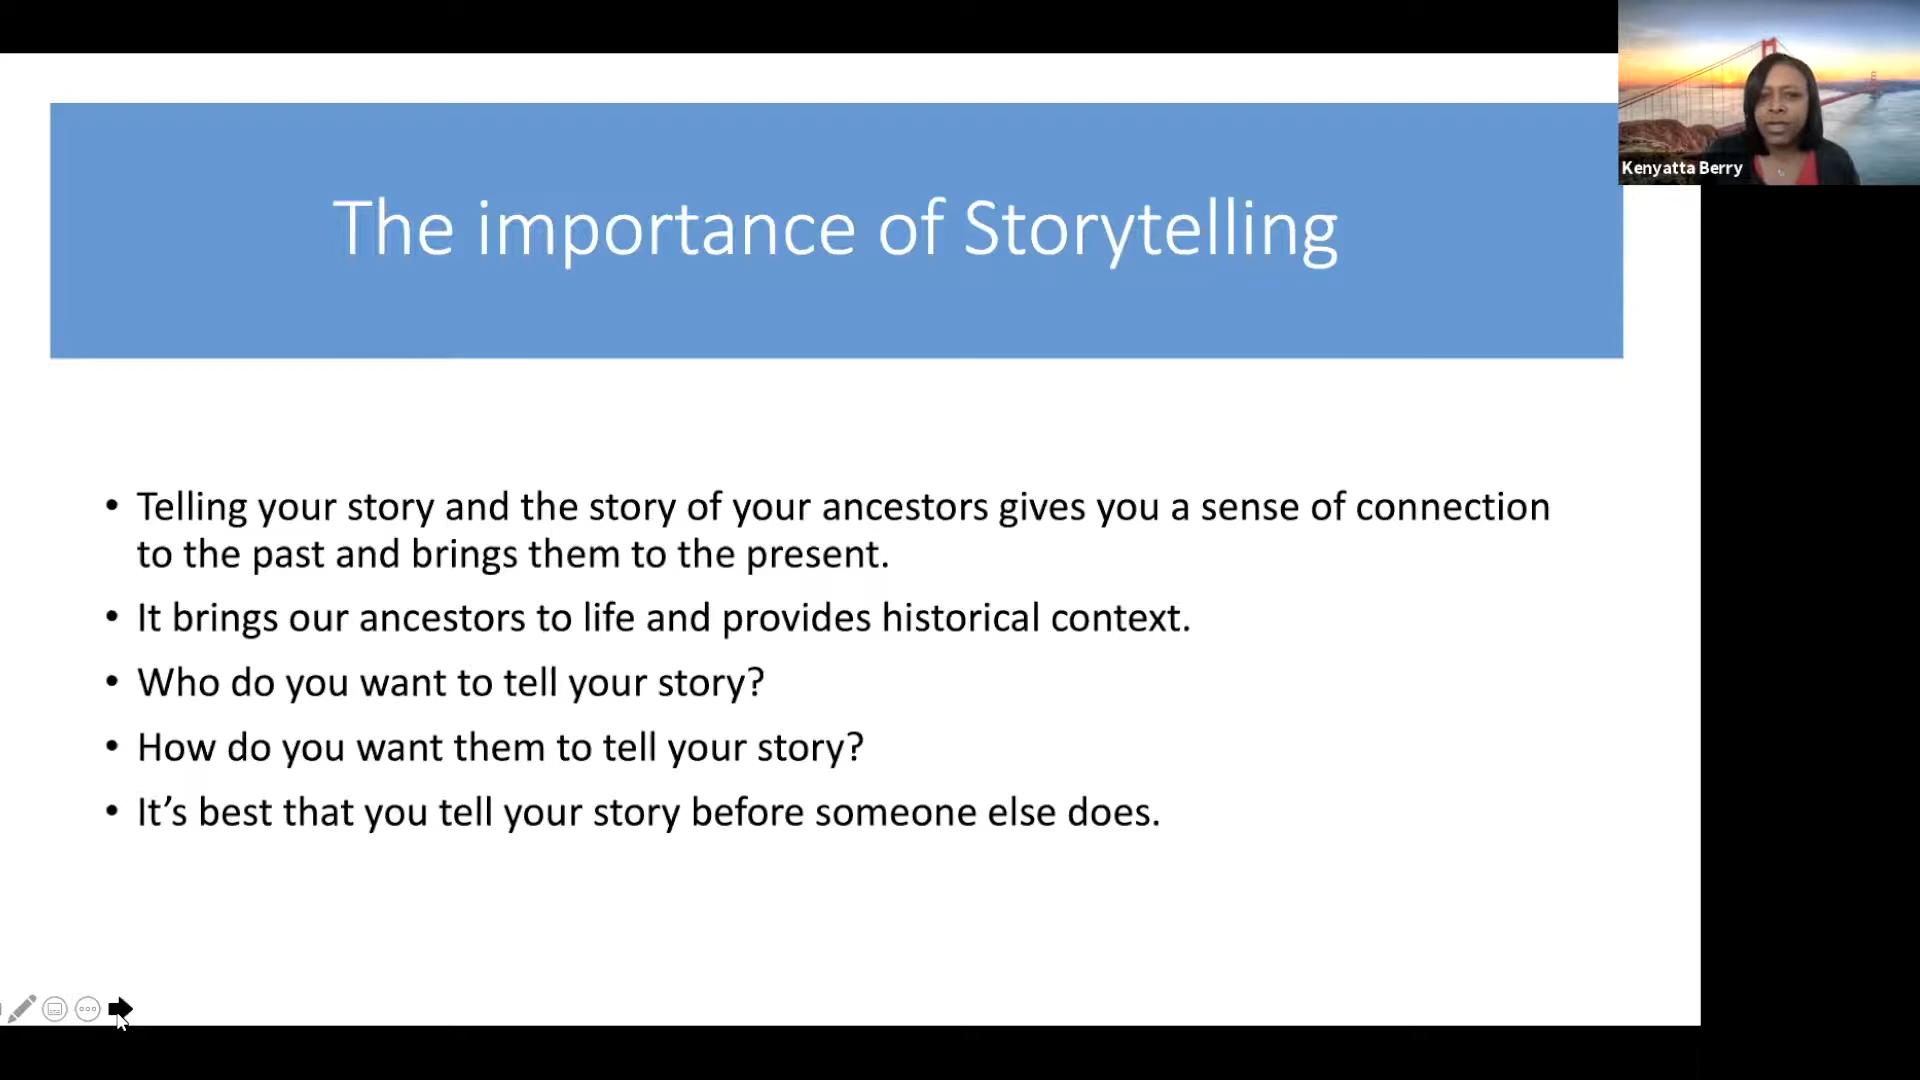 Kenyatta Berry
The importance of Storytelling
• Telling your story and the story of your ancestors gives you a sense of connection
to the past and brings them to the present.
• It brings our ancestors to life and provides historical context.
• Who do you want to tell your story?
• How do you want them to tell your story?
• It’s best that you tell your story before someone else does.